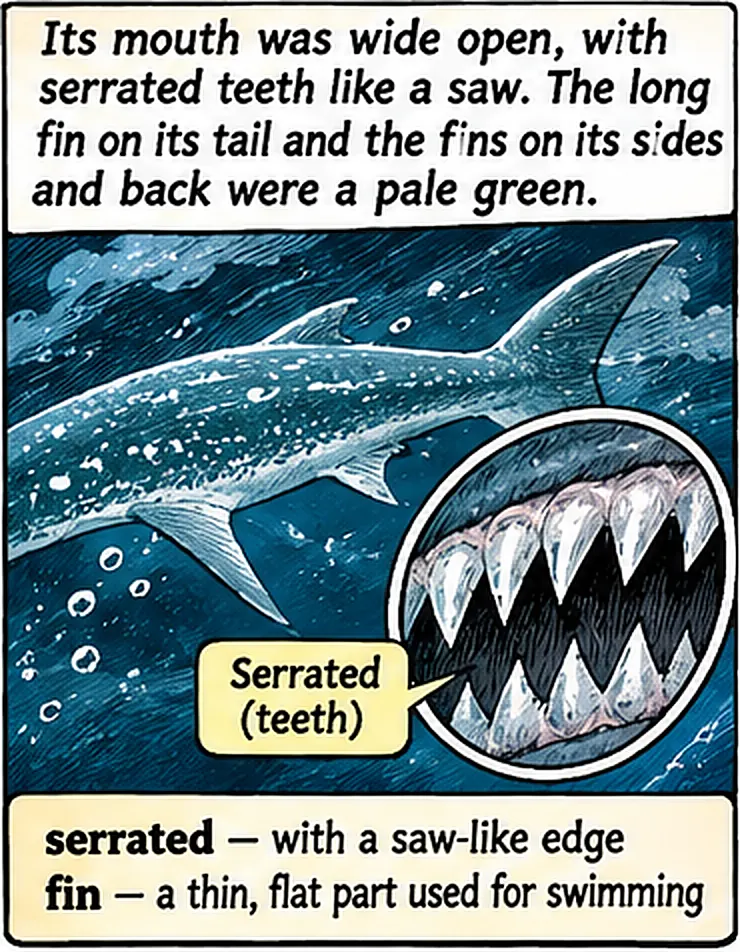 Its mouth was wide open, with
serrated teeth like a saw. The long
fin on its tail and the fins on its sides
and back were a pale green.
Serrated
(teeth)
serrated – with a saw-like edge
fin – a thin, flat part used for swimming